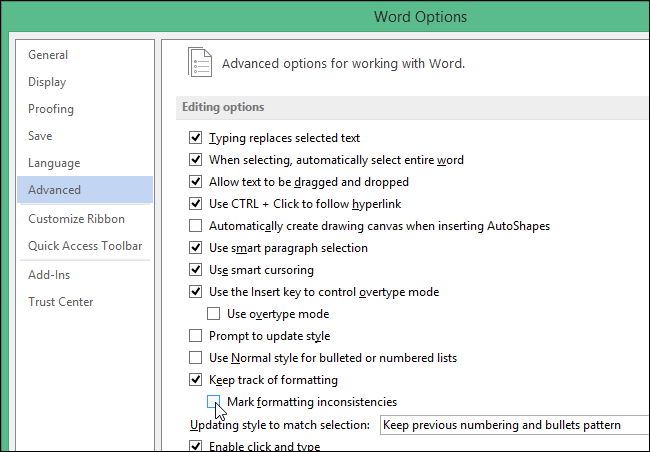 Word Options
General
Display
Proofing
Save
Language
Advanced
Customize Ribbon
Quick Access Toolbar
Add-Ins
Trust Center
Advanced options for working with Word.
Editing options
Typing replaces selected text
When selecting, automatically select entire word
Allow text to be dragged and dropped
Use CTRL + Click to follow hyperlink
Automatically create drawing canvas when inserting AutoShapes
Use smart paragraph selection
Use smart cursoring
Use the Insert key to control overtype mode
Use overtype mode
Prompt to update style
Use Normal style for bulleted or numbered lists
Keep track of formatting
Mark formatting inconsistencies
Updating style to match selection: Keep previous numbering and bullets pattern
Enable click and type